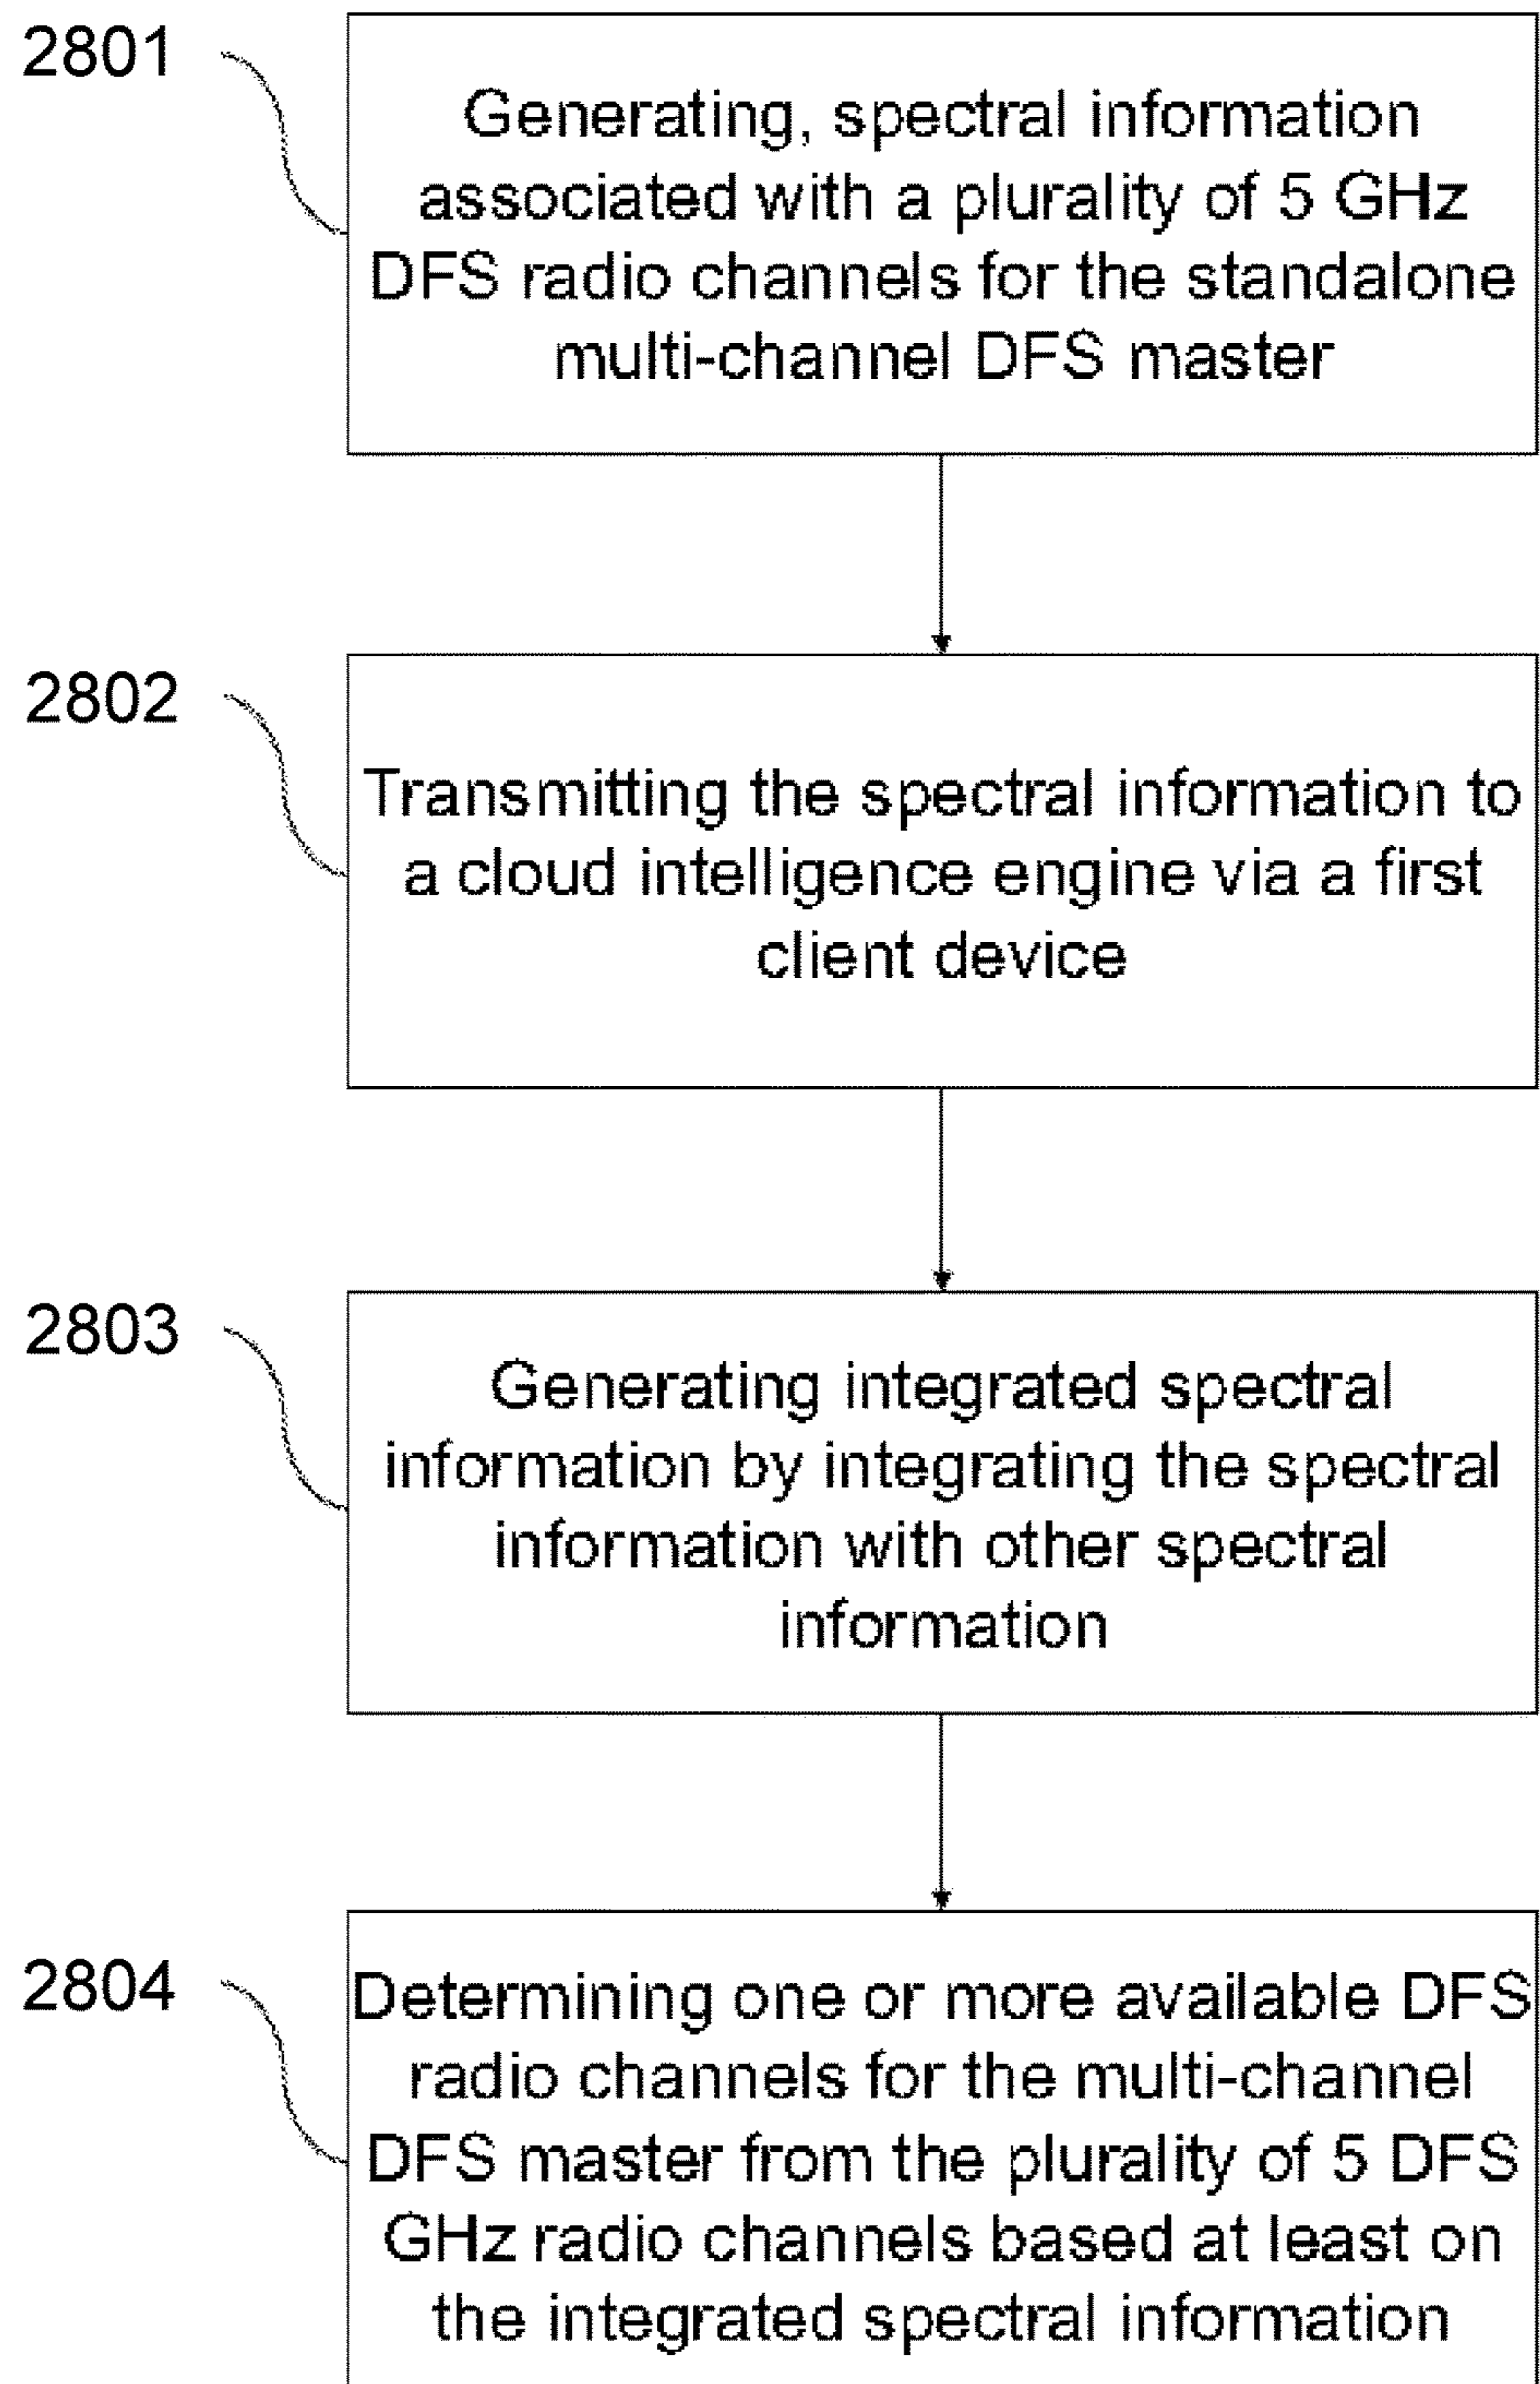 2801
Generating, spectral information
associated with a plurality of 5 GHz
DFS radio channels for the standalone
multi-channel DFS master
2802
Transmitting the spectral information to
a cloud intelligence engine via a first
client device
2803
Generating integrated spectral
information by integrating the spectral
information with other spectral
information
2804
Determining one or more available DFS
radio channels for the multi-channel
DFS master from the plurality of 5 DFS
GHz radio channels based at least on
the integrated spectral information